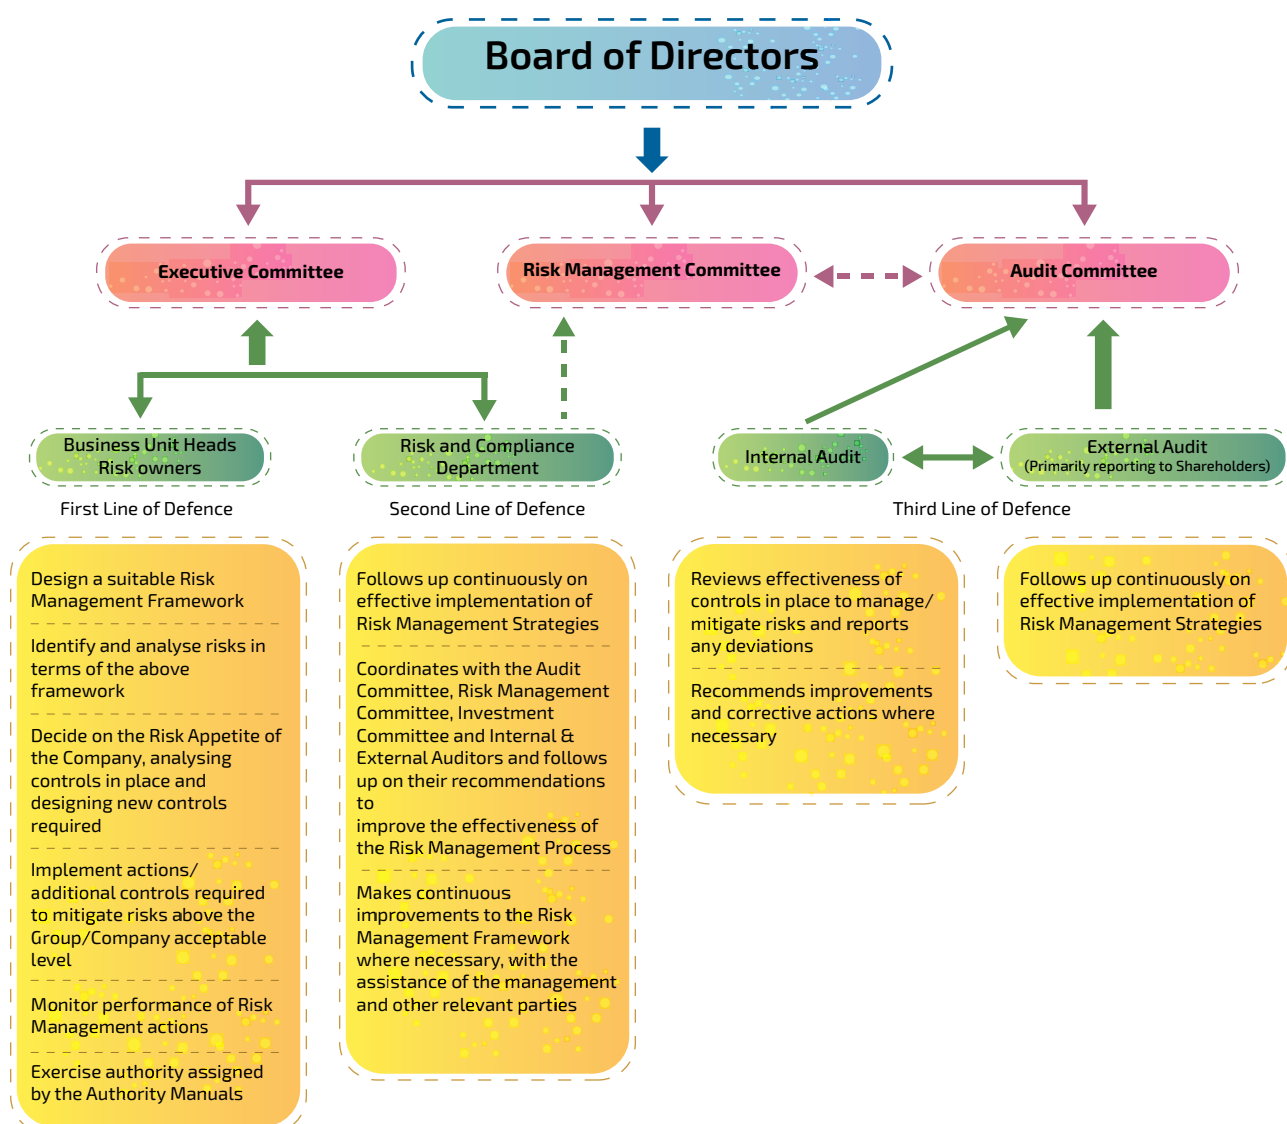 Board of Directors
Executive Committee
Risk Management Committee
Audit Committee
Business Unit Heads
Risk owners
Risk and Compliance
Department
Internal Audit
External Audit
(Primarily reporting to Shareholders)
First Line of Defence
Second Line of Defence
Third Line of Defence
Design a suitable Risk
Management Framework
Identify and analyse risks in
terms of the above
framework
Decide on the Risk Appetite of
the Company, analysing
controls in place and
designing new controls
required
Implement actions/
additional controls required
to mitigate risks above the
Group/Company acceptable
level
Monitor performance of Risk
Management actions
Exercise authority assigned
by the Authority Manuals
Follows up continuously on
effective implementation of
Risk Management Strategies
Coordinates with the Audit
Committee, Risk Management
Committee, Investment
Committee and Internal &
External Auditors and follows
up on their recommendations
to
improve the effectiveness of
the Risk Management Process
Makes continuous
improvements to the Risk
Management Framework
where necessary, with the
assistance of the management
and other relevant parties
Reviews effectiveness of
controls in place to manage/
mitigate risks and reports
any deviations
Recommends improvements
and corrective actions where
necessary
Follows up continuously on
effective implementation of
Risk Management Strategies